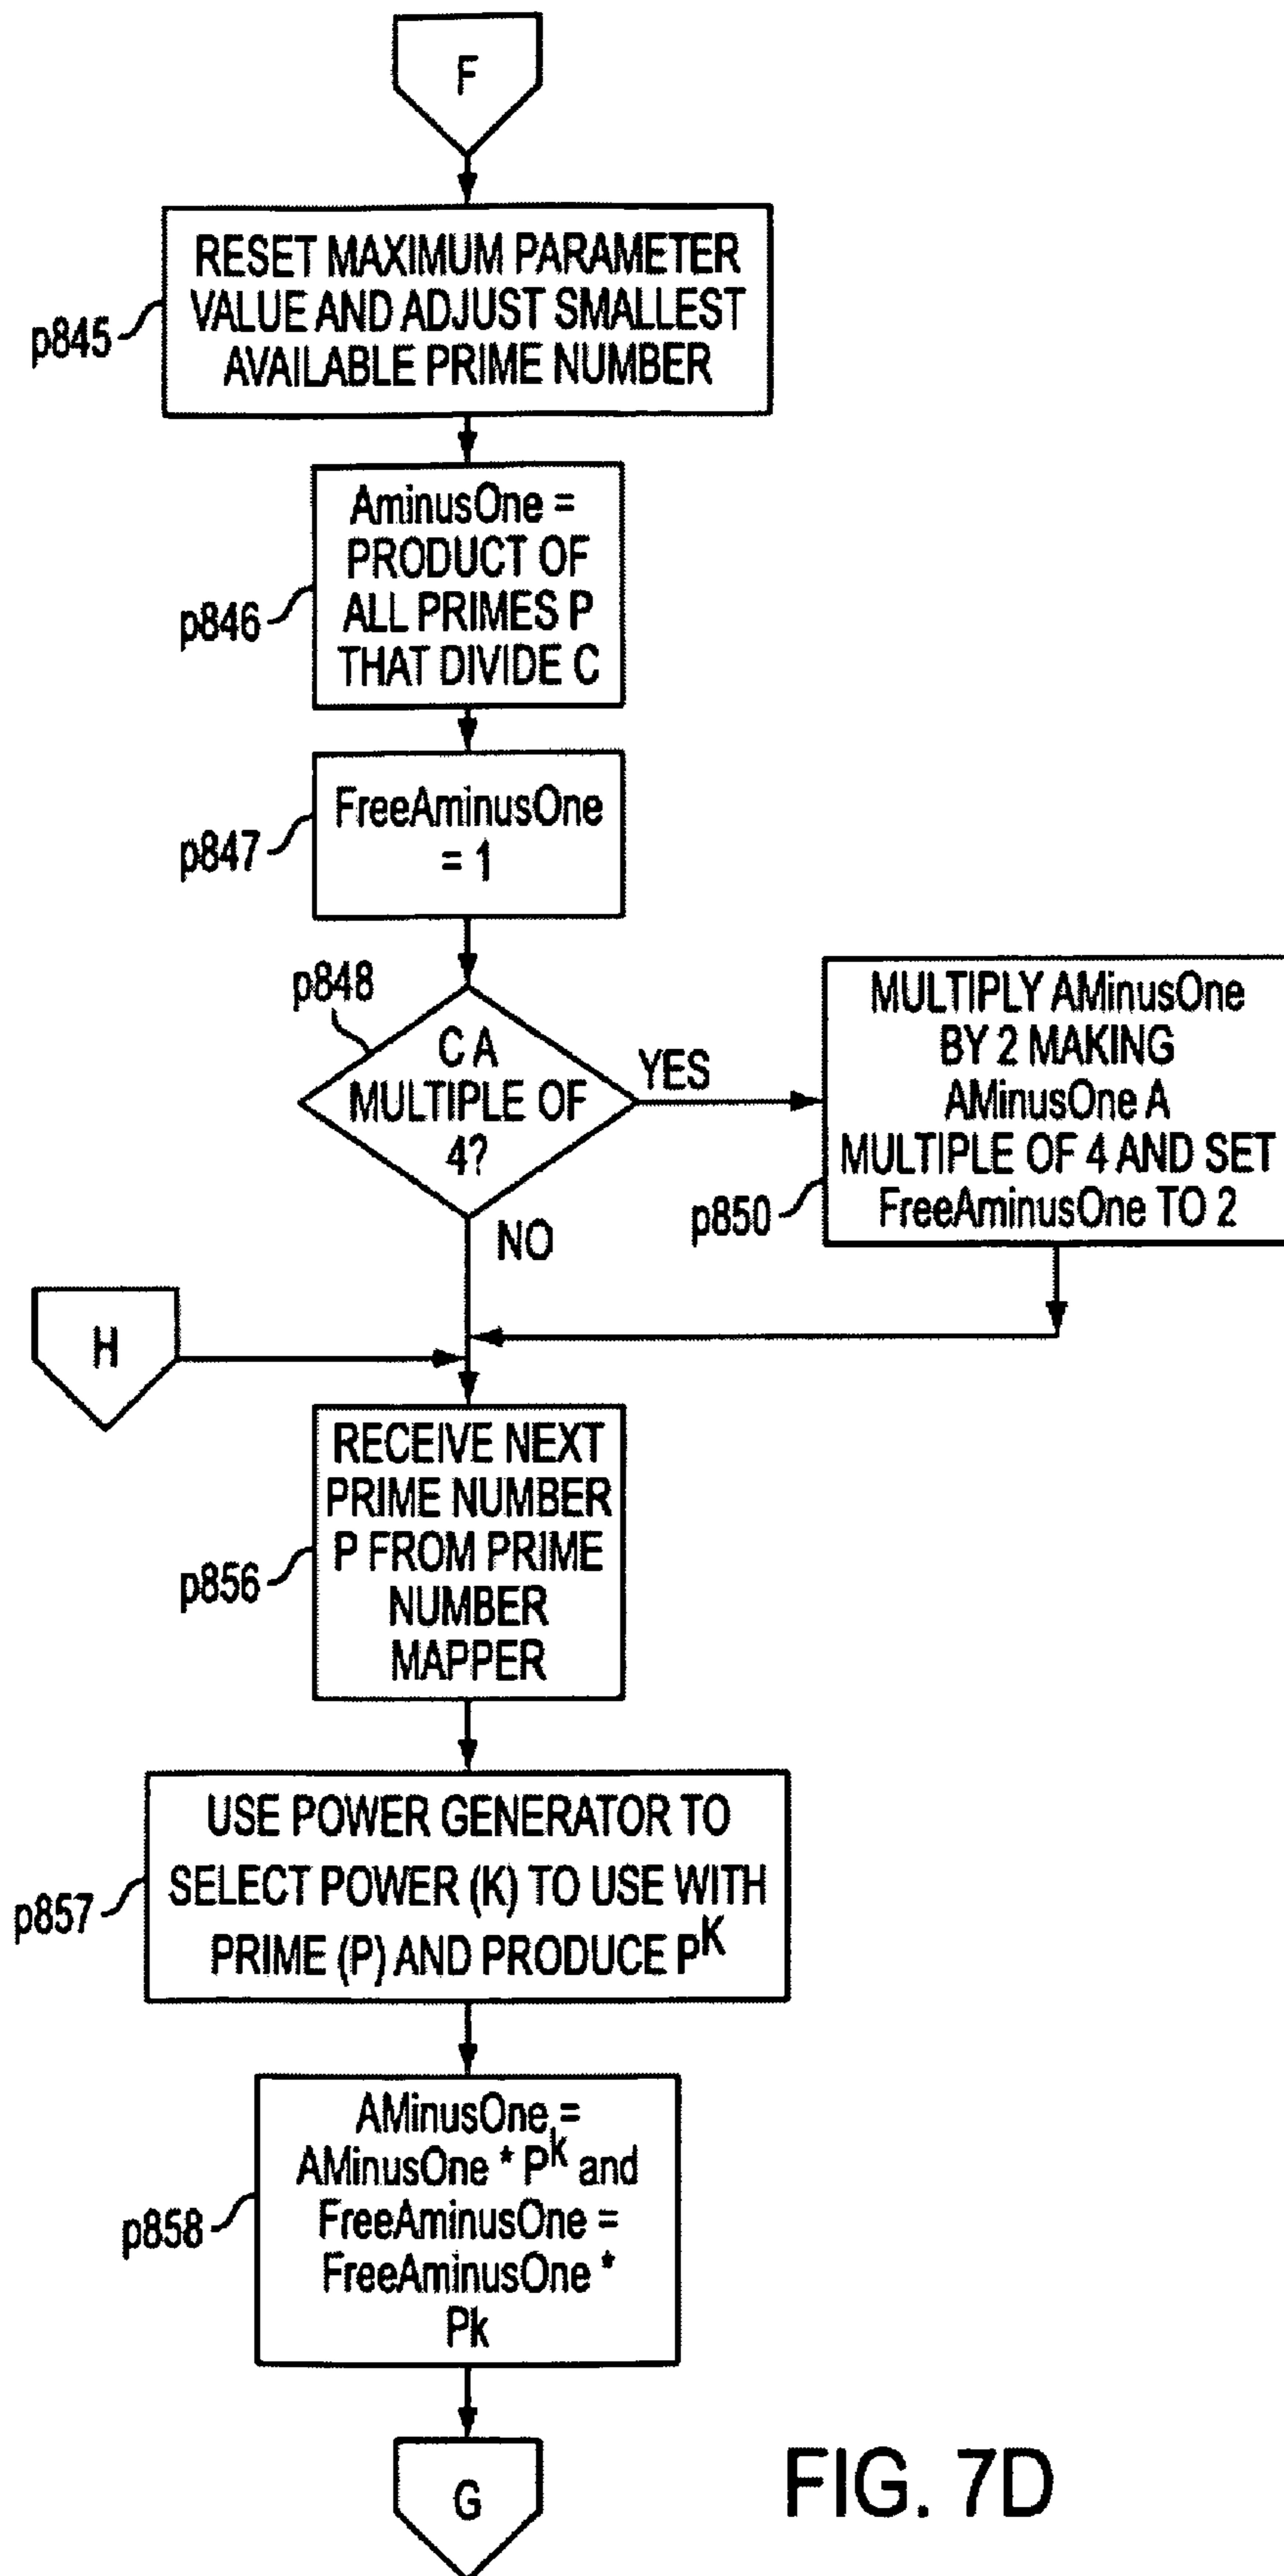 F
RESET MAXIMUM PARAMETER
VALUE AND ADJUST SMALLEST
AVAILABLE PRIME NUMBER
p845
AminusOne =
PRODUCT OF
ALL PRIMES P
THAT DIVIDE C
p846
FreeAminusOne
= 1
p847
p848
C A
MULTIPLE OF
4?
YES
NO
MULTIPLY AMinusOne
BY 2 MAKING
AMinusOne A
MULTIPLE OF 4 AND SET
FreeAminusOne TO 2
p850
H
RECEIVE NEXT
PRIME NUMBER
P FROM PRIME
NUMBER
MAPPER
p856
USE POWER GENERATOR TO
SELECT POWER (K) TO USE WITH
PRIME (P) AND PRODUCE P^K
p857
AMinusOne =
AMinusOne * P^k and
FreeAminusOne =
FreeAminusOne *
Pk
p858
G
FIG. 7D